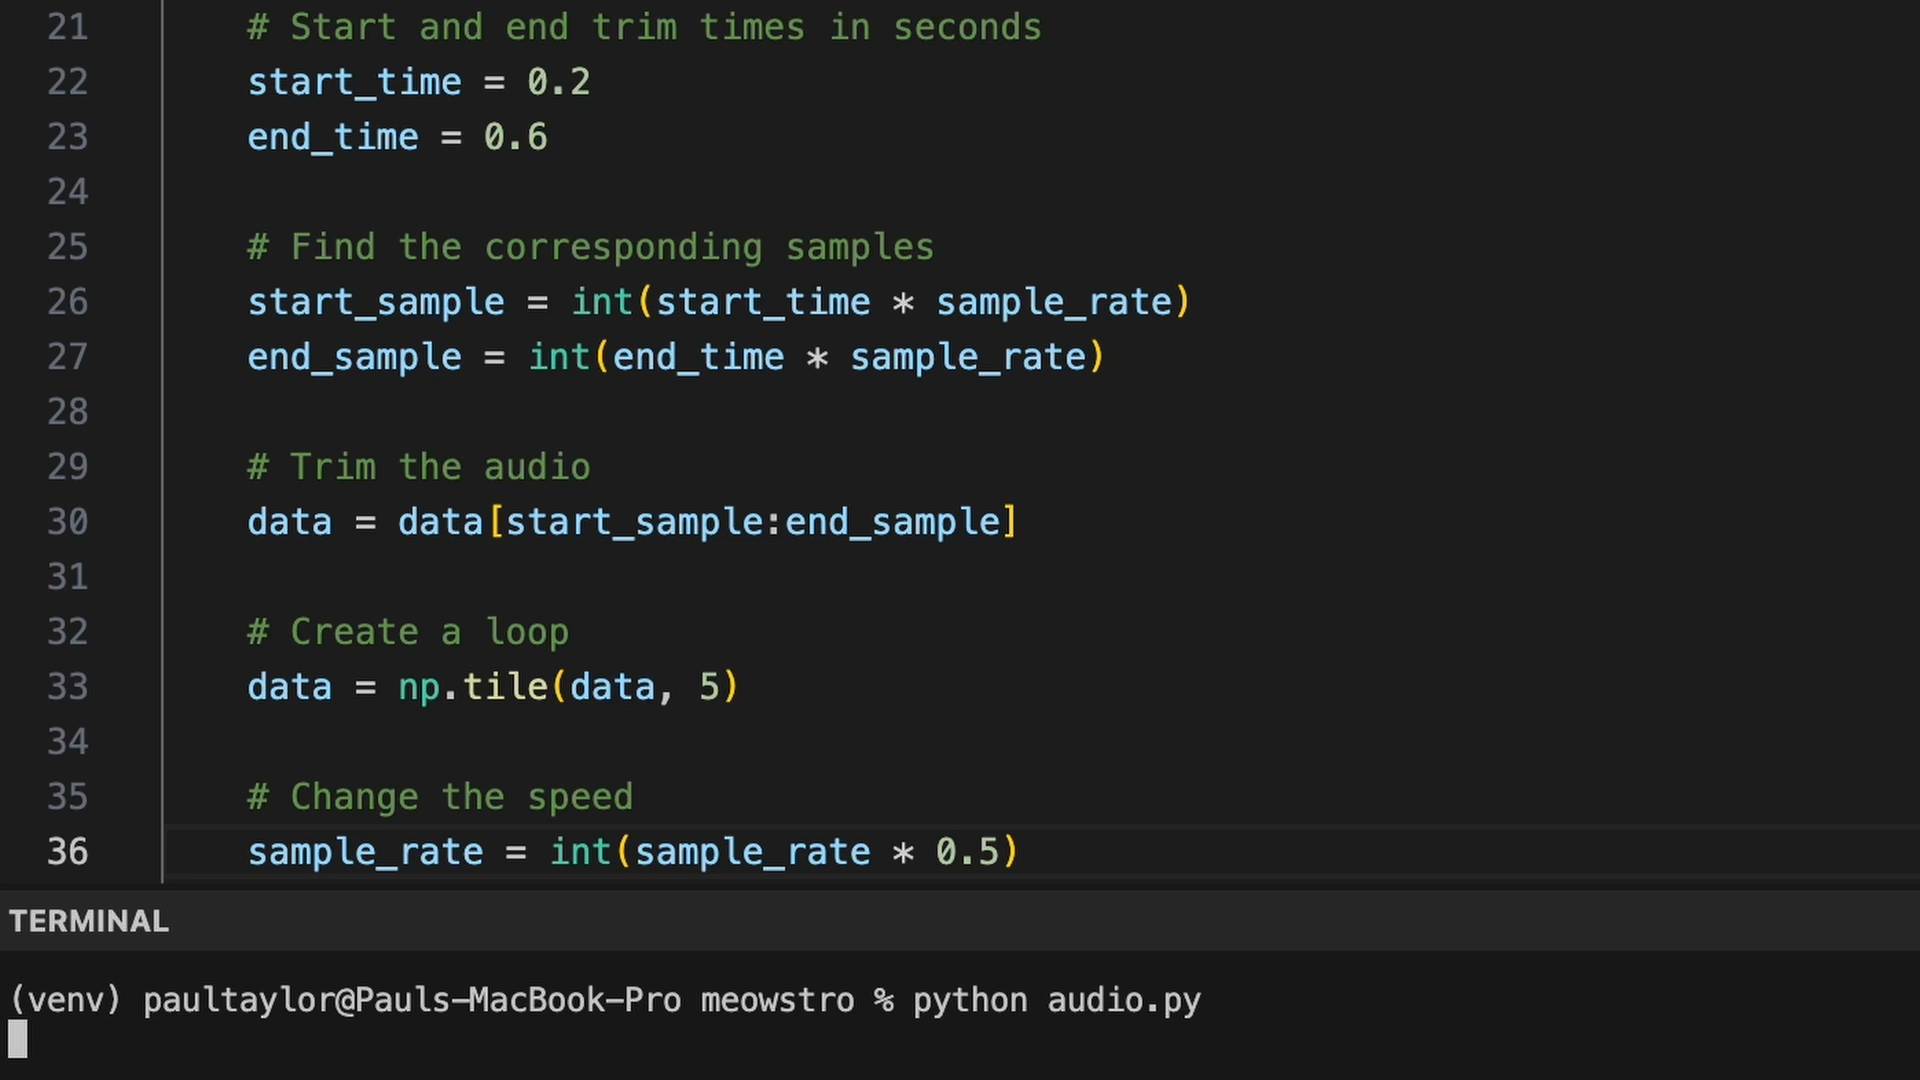 21 # Start and end trim times in seconds
22 start_time = 0.2
23 end_time = 0.6
24
25 # Find the corresponding samples
26 start_sample = int(start_time * sample_rate)
27 end_sample = int(end_time * sample_rate)
28
29 # Trim the audio
30 data = data[start_sample:end_sample]
31
32 # Create a loop
33 data = np.tile(data, 5)
34
35 # Change the speed
36 sample_rate = int(sample_rate * 0.5)
TERMINAL
(venv) paultaylor@Pauls-MacBook-Pro meowstro % python audio.py